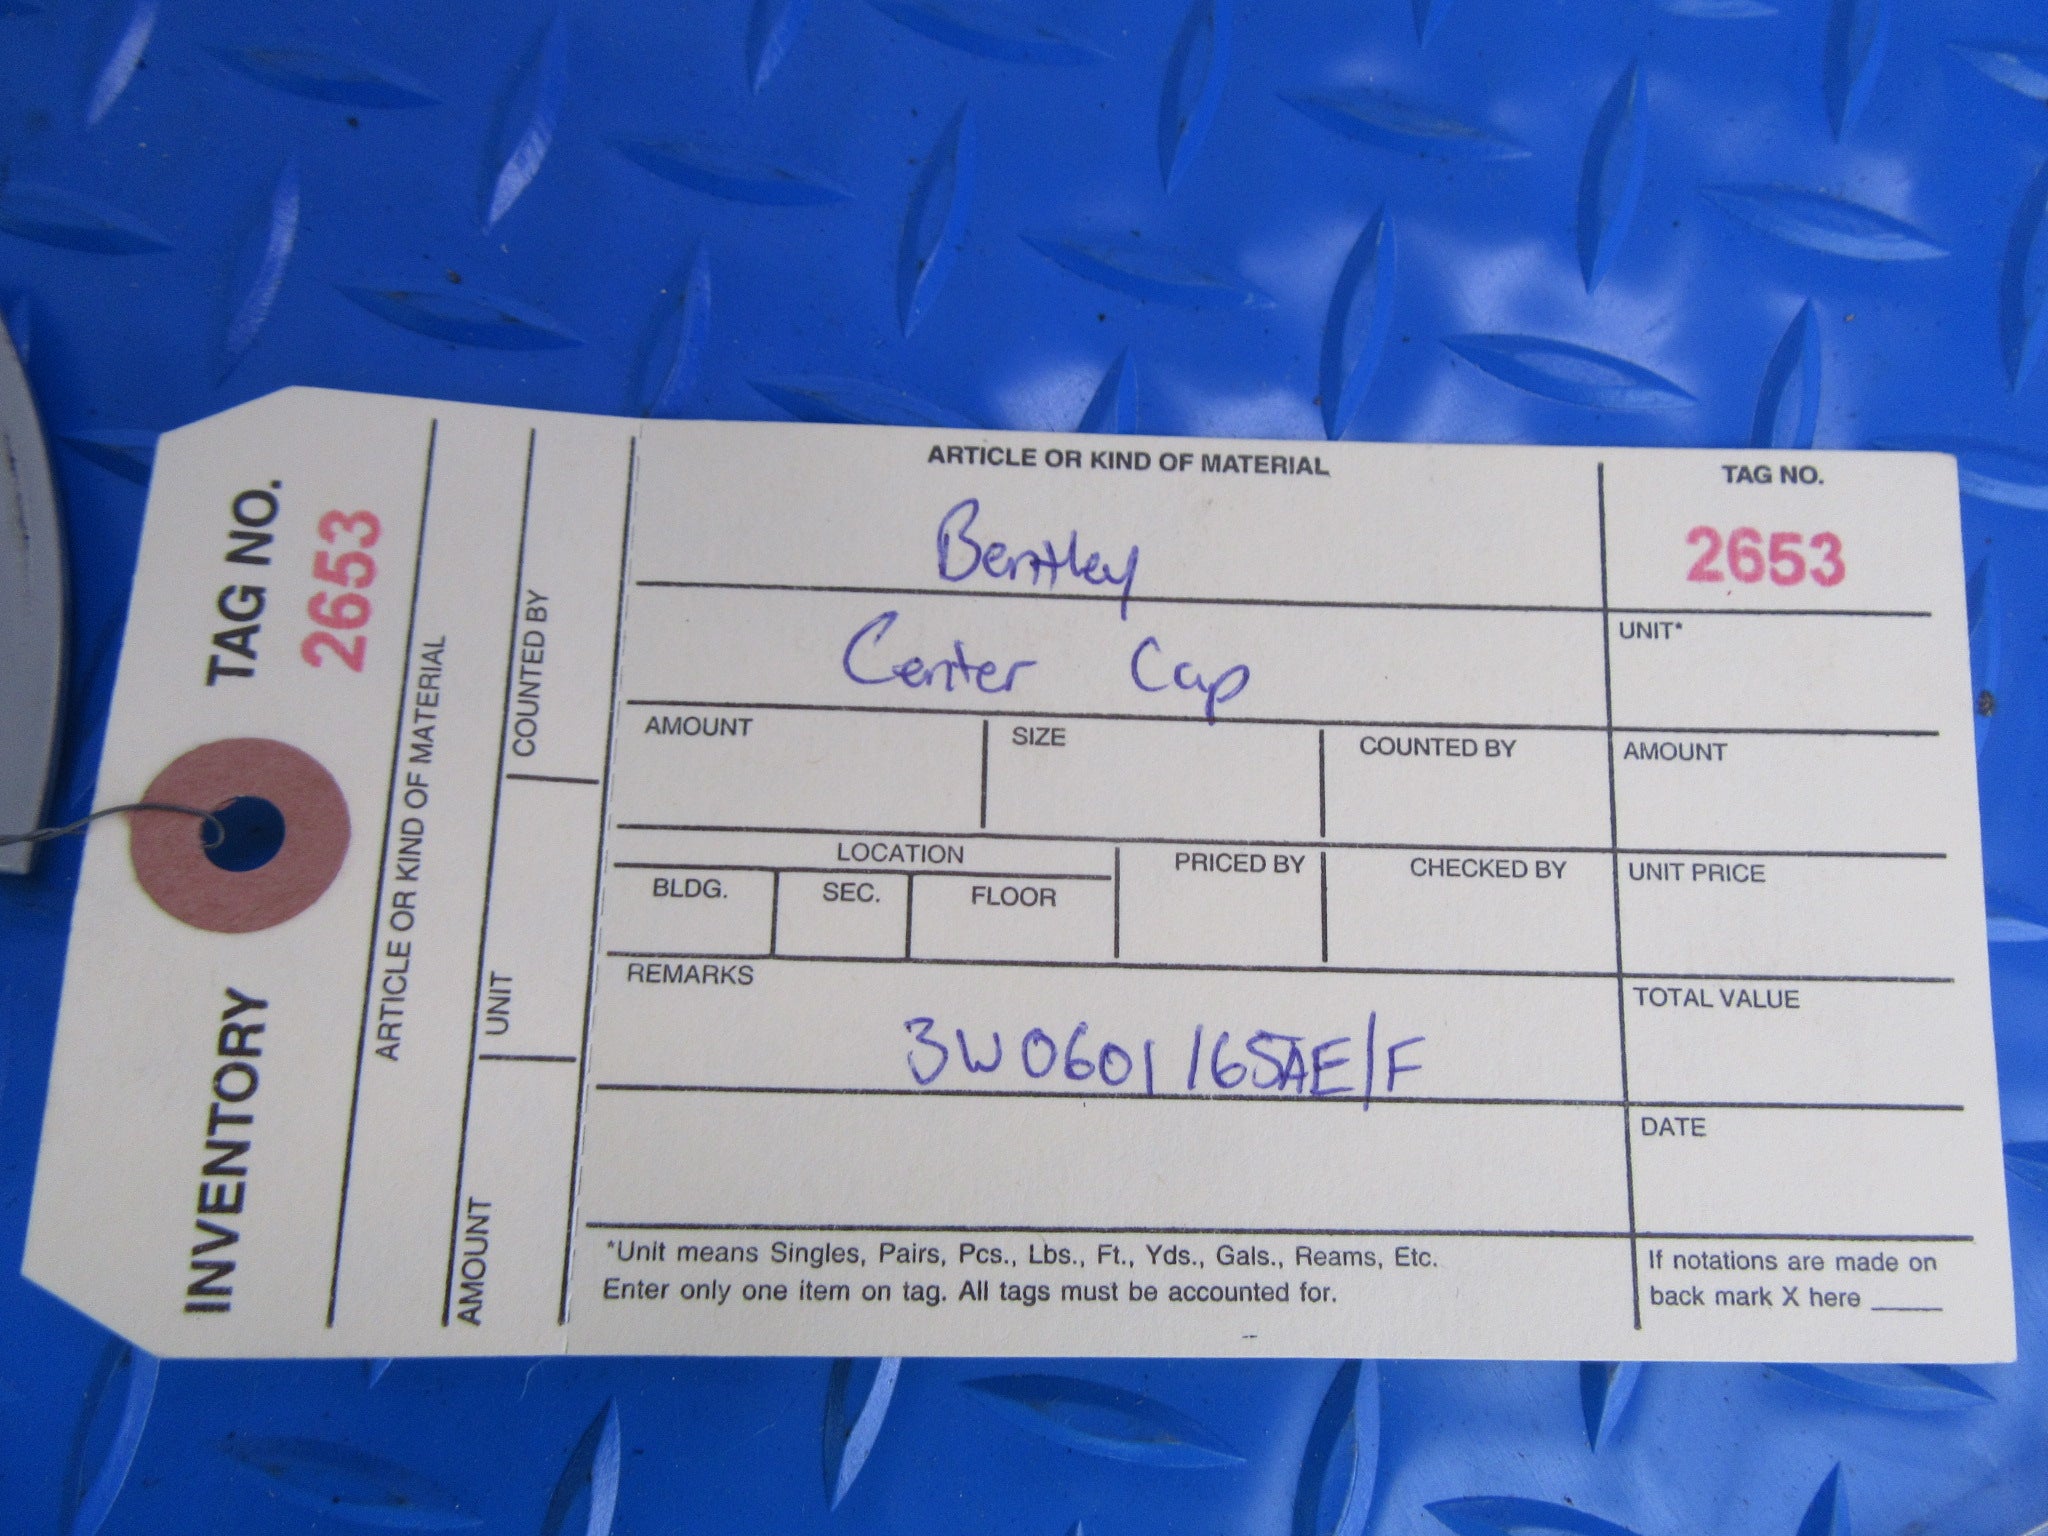 INVENTORY TAG NO.
2653
ARTICLE OR KIND OF MATERIAL
AMOUNT UNIT COUNTED BY
ARTICLE OR KIND OF MATERIAL
Bentley
Center Cap
TAG NO.
2653
UNIT*
AMOUNT SIZE COUNTED BY AMOUNT
LOCATION
BLDG. SEC. FLOOR
PRICED BY CHECKED BY UNIT PRICE
REMARKS
3W0601165AE/F
TOTAL VALUE
DATE
*Unit means Singles, Pairs, Pcs., Lbs., Ft., Yds., Gals., Reams, Etc.
Enter only one item on tag. All tags must be accounted for.
If notations are made on
back mark X here _____